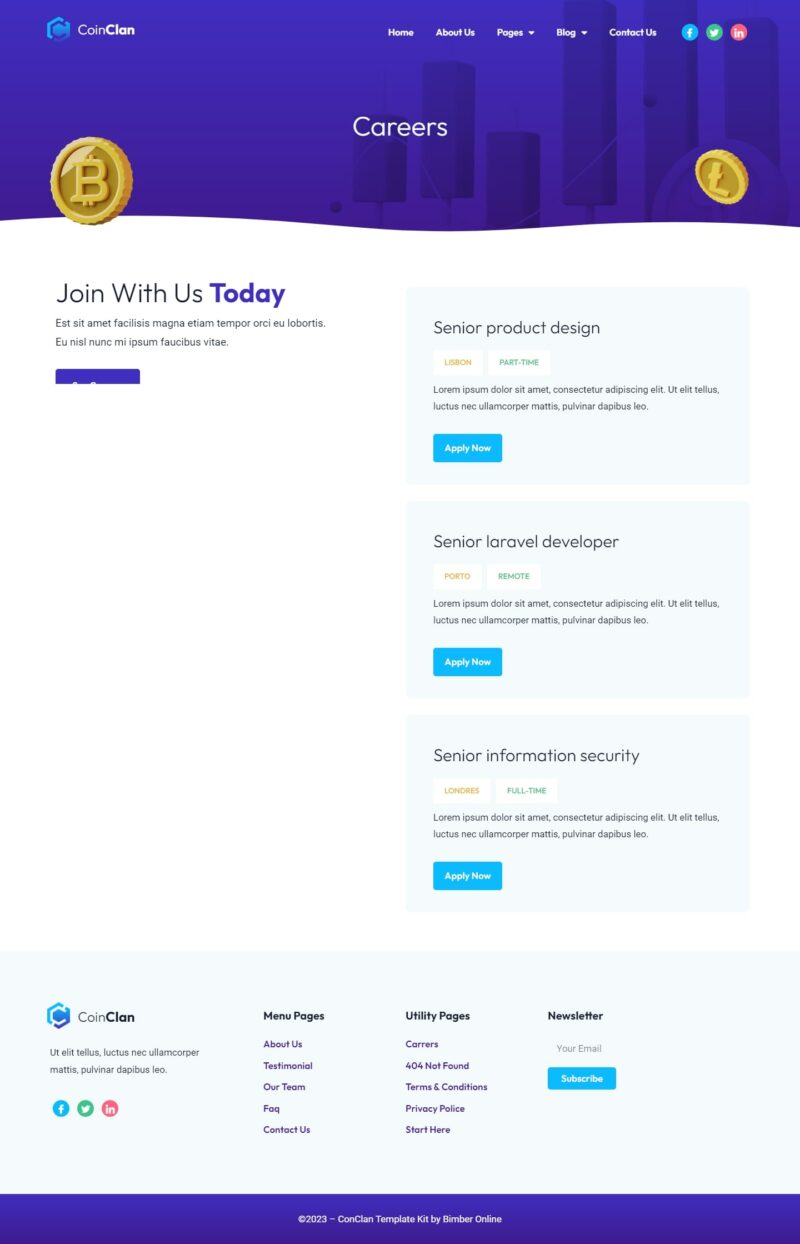 CoinClan
Home About Us Pages Blog Contact Us
Careers
Join With Us Today
Est sit amet facilisis magna etiam tempor orci eu lobortis.
Eu nisl nunc mi ipsum faucibus vitae.
Senior product design
LISBON PART-TIME
Lorem ipsum dolor sit amet, consectetur adipiscing elit. Ut elit tellus,
luctus nec ullamcorper mattis, pulvinar dapibus leo.
Apply Now
Senior laravel developer
PORTO REMOTE
Lorem ipsum dolor sit amet, consectetur adipiscing elit. Ut elit tellus,
luctus nec ullamcorper mattis, pulvinar dapibus leo.
Apply Now
Senior information security
LONDRES FULL-TIME
Lorem ipsum dolor sit amet, consectetur adipiscing elit. Ut elit tellus,
luctus nec ullamcorper mattis, pulvinar dapibus leo.
Apply Now
CoinClan
Ut elit tellus, luctus nec ullamcorper
mattis, pulvinar dapibus leo.
Menu Pages
About Us
Testimonial
Our Team
Faq
Contact Us
Utility Pages
Carrers
404 Not Found
Terms & Conditions
Privacy Police
Start Here
Newsletter
Your Email
Subscribe
©2023 – ConClan Template Kit by Bimber Online